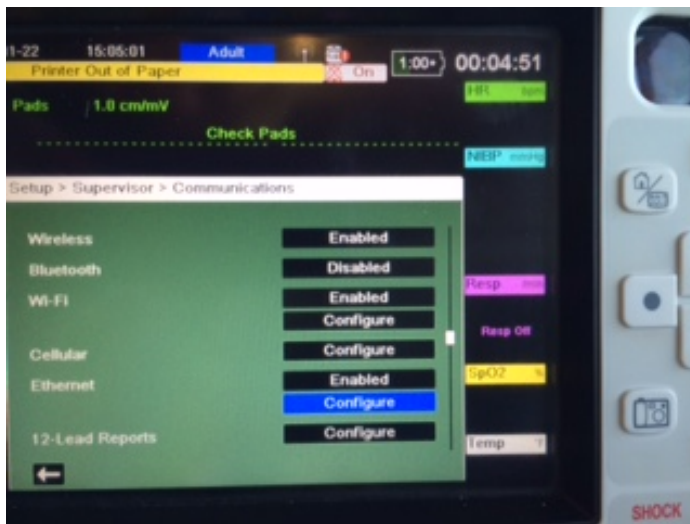 1-22 15:05:01 Adult 1:00+ 00:04:51
Printer Out of Paper On
HR bpm
Pads 1.0 cm/mV
Check Pads
NIBP mmHg
Setup > Supervisor > Communications
Wireless Enabled
Bluetooth Disabled
Wi-Fi Enabled
Configure
Resp
Resp Off
Cellular Configure
Ethernet Enabled
SpO2 %
Configure
12-Lead Reports Configure
Temp °F
SHOCK